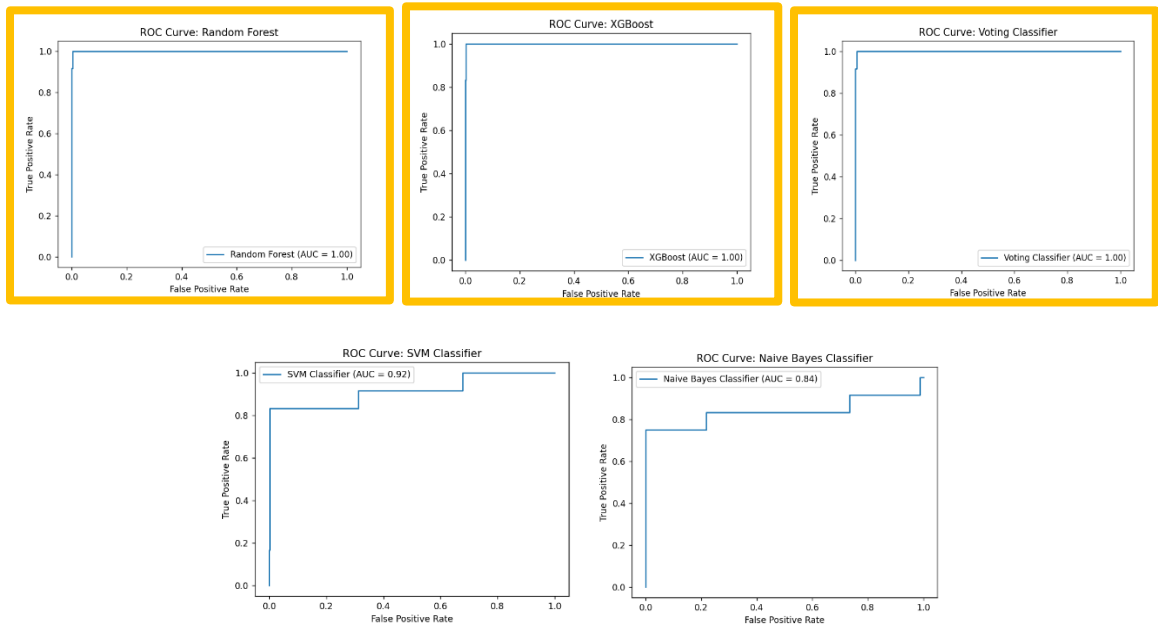 ROC Curve: Random Forest
1.0
0.8
0.6
0.4
0.2
0.0
True Positive Rate
Random Forest (AUC = 1.00)
0.0 0.2 0.4 0.6 0.8 1.0
False Positive Rate
ROC Curve: XGBoost
1.0
0.8
0.6
0.4
0.2
0.0
True Positive Rate
XGBoost (AUC = 1.00)
0.0 0.2 0.4 0.6 0.8 1.0
False Positive Rate
ROC Curve: Voting Classifier
1.0
0.8
0.6
0.4
0.2
0.0
True Positive Rate
Voting Classifier (AUC = 1.00)
0.0 0.2 0.4 0.6 0.8 1.0
False Positive Rate
ROC Curve: SVM Classifier
SVM Classifier (AUC = 0.92)
1.0
0.8
0.6
0.4
0.2
0.0
True Positive Rate
0.0 0.2 0.4 0.6 0.8 1.0
False Positive Rate
ROC Curve: Naive Bayes Classifier
Naive Bayes Classifier (AUC = 0.84)
1.0
0.8
0.6
0.4
0.2
0.0
True Positive Rate
0.0 0.2 0.4 0.6 0.8 1.0
False Positive Rate